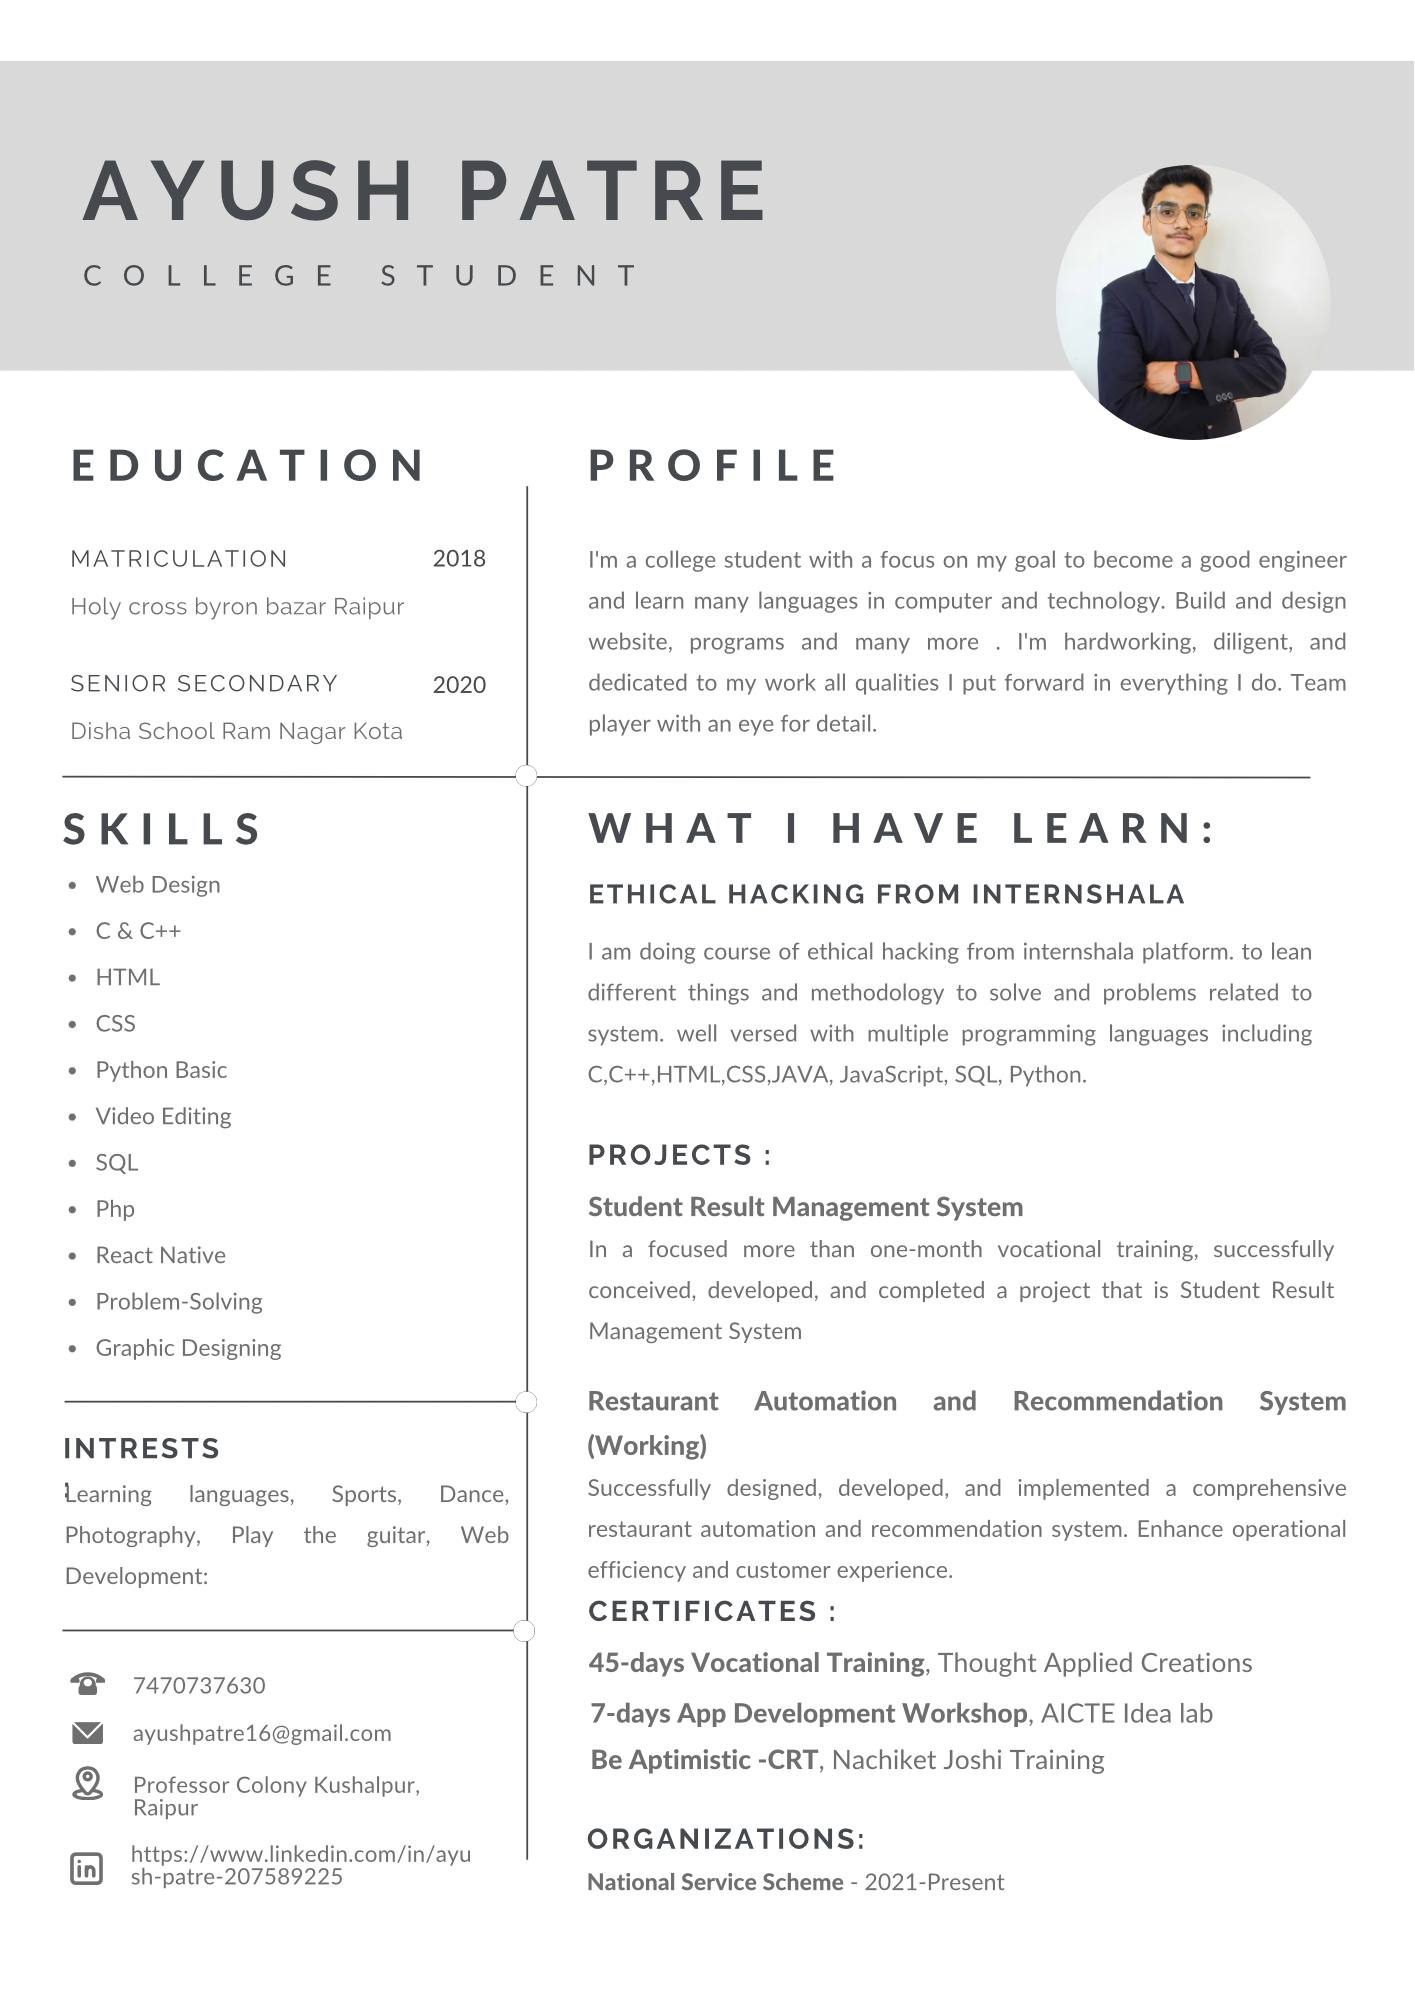 AYUSH PATRE
COLLEGE STUDENT
EDUCATION
MATRICULATION 2018
Holy cross byron bazar Raipur
SENIOR SECONDARY 2020
Disha School Ram Nagar Kota
PROFILE
I'm a college student with a focus on my goal to become a good engineer
and learn many languages in computer and technology. Build and design
website, programs and many more . I'm hardworking, diligent, and
dedicated to my work all qualities I put forward in everything I do. Team
player with an eye for detail.
SKILLS
• Web Design
• C & C++
• HTML
• CSS
• Python Basic
• Video Editing
• SQL
• Php
• React Native
• Problem-Solving
• Graphic Designing
INTRESTS
:
Learning languages, Sports, Dance,
Photography, Play the guitar, Web
Development:
7470737630
ayushpatre16@gmail.com
Professor Colony Kushalpur,
Raipur
https://www.linkedin.com/in/ayu
sh-patre-207589225
WHAT I HAVE LEARN:
ETHICAL HACKING FROM INTERNSHALA
I am doing course of ethical hacking from internshala platform. to lean
different things and methodology to solve and problems related to
system. well versed with multiple programming languages including
C,C++,HTML,CSS,JAVA, JavaScript, SQL, Python.
PROJECTS :
Student Result Management System
In a focused more than one-month vocational training, successfully
conceived, developed, and completed a project that is Student Result
Management System
Restaurant Automation and Recommendation System
(Working)
Successfully designed, developed, and implemented a comprehensive
restaurant automation and recommendation system. Enhance operational
efficiency and customer experience.
CERTIFICATES :
45-days Vocational Training, Thought Applied Creations
7-days App Development Workshop, AICTE Idea lab
Be Aptimistic -CRT, Nachiket Joshi Training
ORGANIZATIONS:
National Service Scheme - 2021-Present